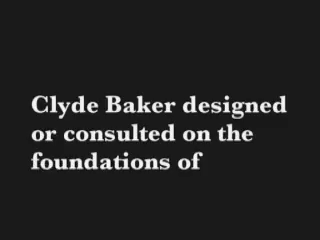 Clyde Baker designed
or consulted on the
foundations of